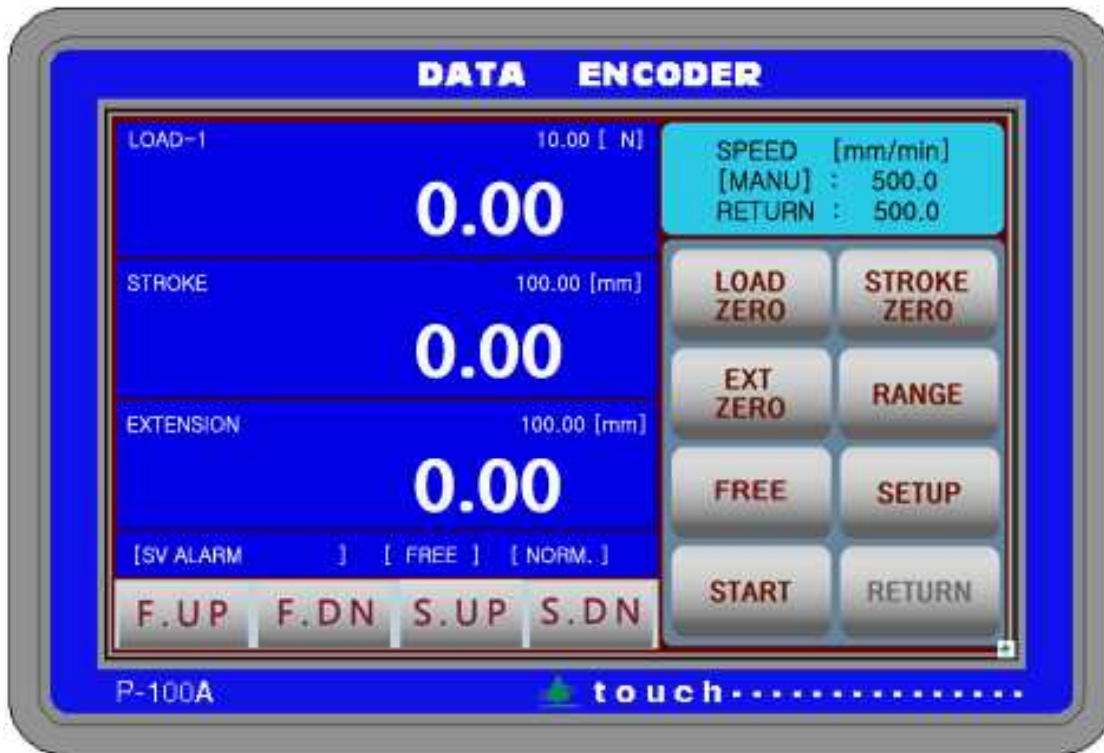 DATA ENCODER
LOAD-1 10.00 [ N]
0.00
STROKE 100.00 [mm]
0.00
EXTENSION 100.00 [mm]
0.00
[SV ALARM ] [ FREE ] [ NORM. ]
F.UP F.DN S.UP S.DN
SPEED [mm/min]
[MANU] : 500.0
RETURN : 500.0
LOAD ZERO
STROKE ZERO
EXT ZERO
RANGE
FREE
SETUP
START
RETURN
P-100A
touch